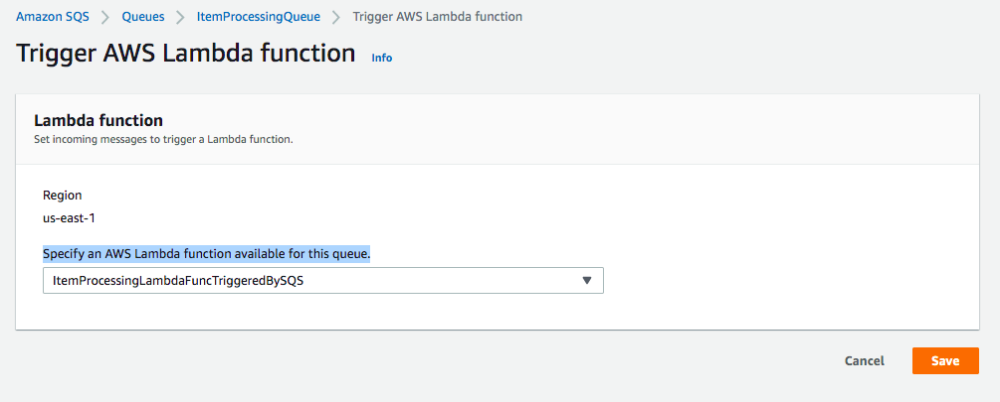 Amazon SQS > Queues > ItemProcessingQueue > Trigger AWS Lambda function
Trigger AWS Lambda function Info
Lambda function
Set incoming messages to trigger a Lambda function.
Region
us-east-1
Specify an AWS Lambda function available for this queue.
ItemProcessingLambdaFuncTriggeredBySQS
Cancel Save